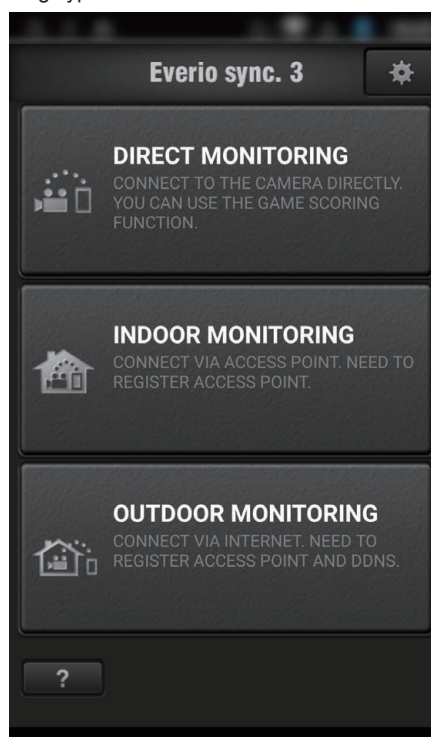 Everio sync. 3
DIRECT MONITORING
CONNECT TO THE CAMERA DIRECTLY.
YOU CAN USE THE GAME SCORING
FUNCTION.
INDOOR MONITORING
CONNECT VIA ACCESS POINT. NEED TO
REGISTER ACCESS POINT.
OUTDOOR MONITORING
CONNECT VIA INTERNET. NEED TO
REGISTER ACCESS POINT AND DDNS.
?